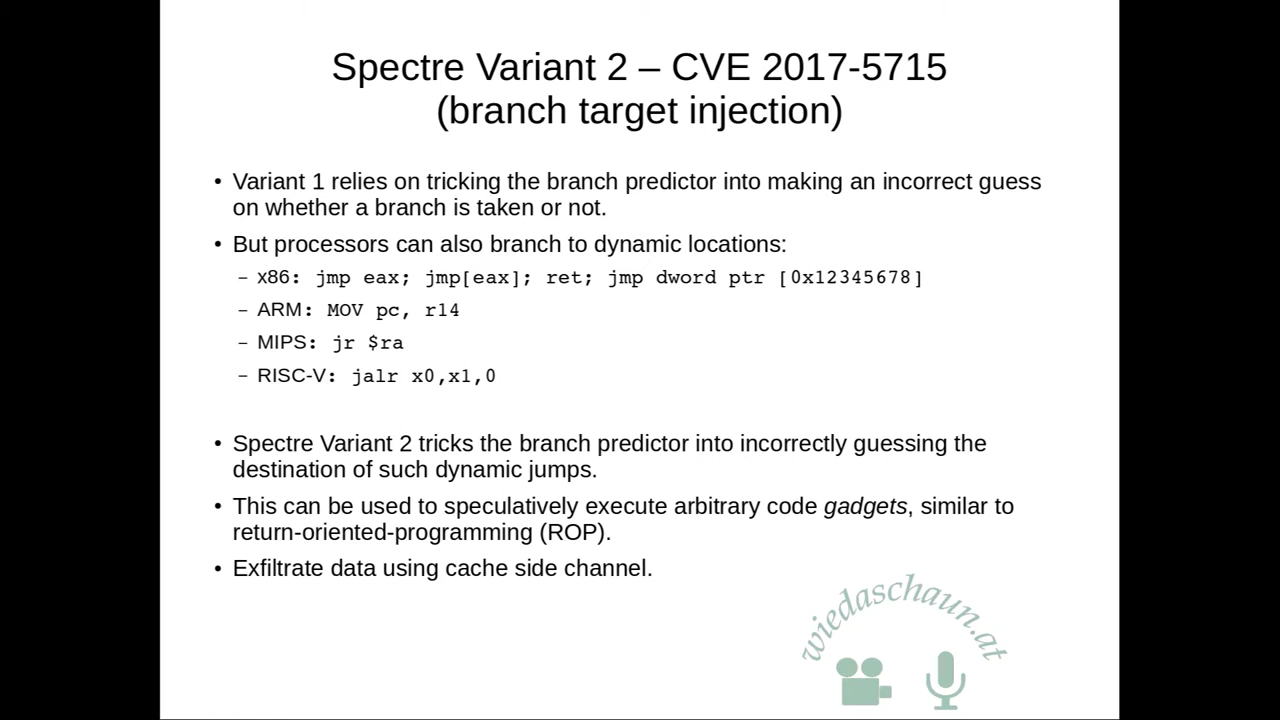 Spectre Variant 2 – CVE 2017-5715
(branch target injection)
• Variant 1 relies on tricking the branch predictor into making an incorrect guess
on whether a branch is taken or not.
• But processors can also branch to dynamic locations:
– x86: jmp eax; jmp[eax]; ret; jmp dword ptr [0x12345678]
– ARM: MOV pc, r14
– MIPS: jr $ra
– RISC-V: jalr x0,x1,0
• Spectre Variant 2 tricks the branch predictor into incorrectly guessing the
destination of such dynamic jumps.
• This can be used to speculatively execute arbitrary code gadgets, similar to
return-oriented-programming (ROP).
• Exfiltrate data using cache side channel.
wiedaschaun.at